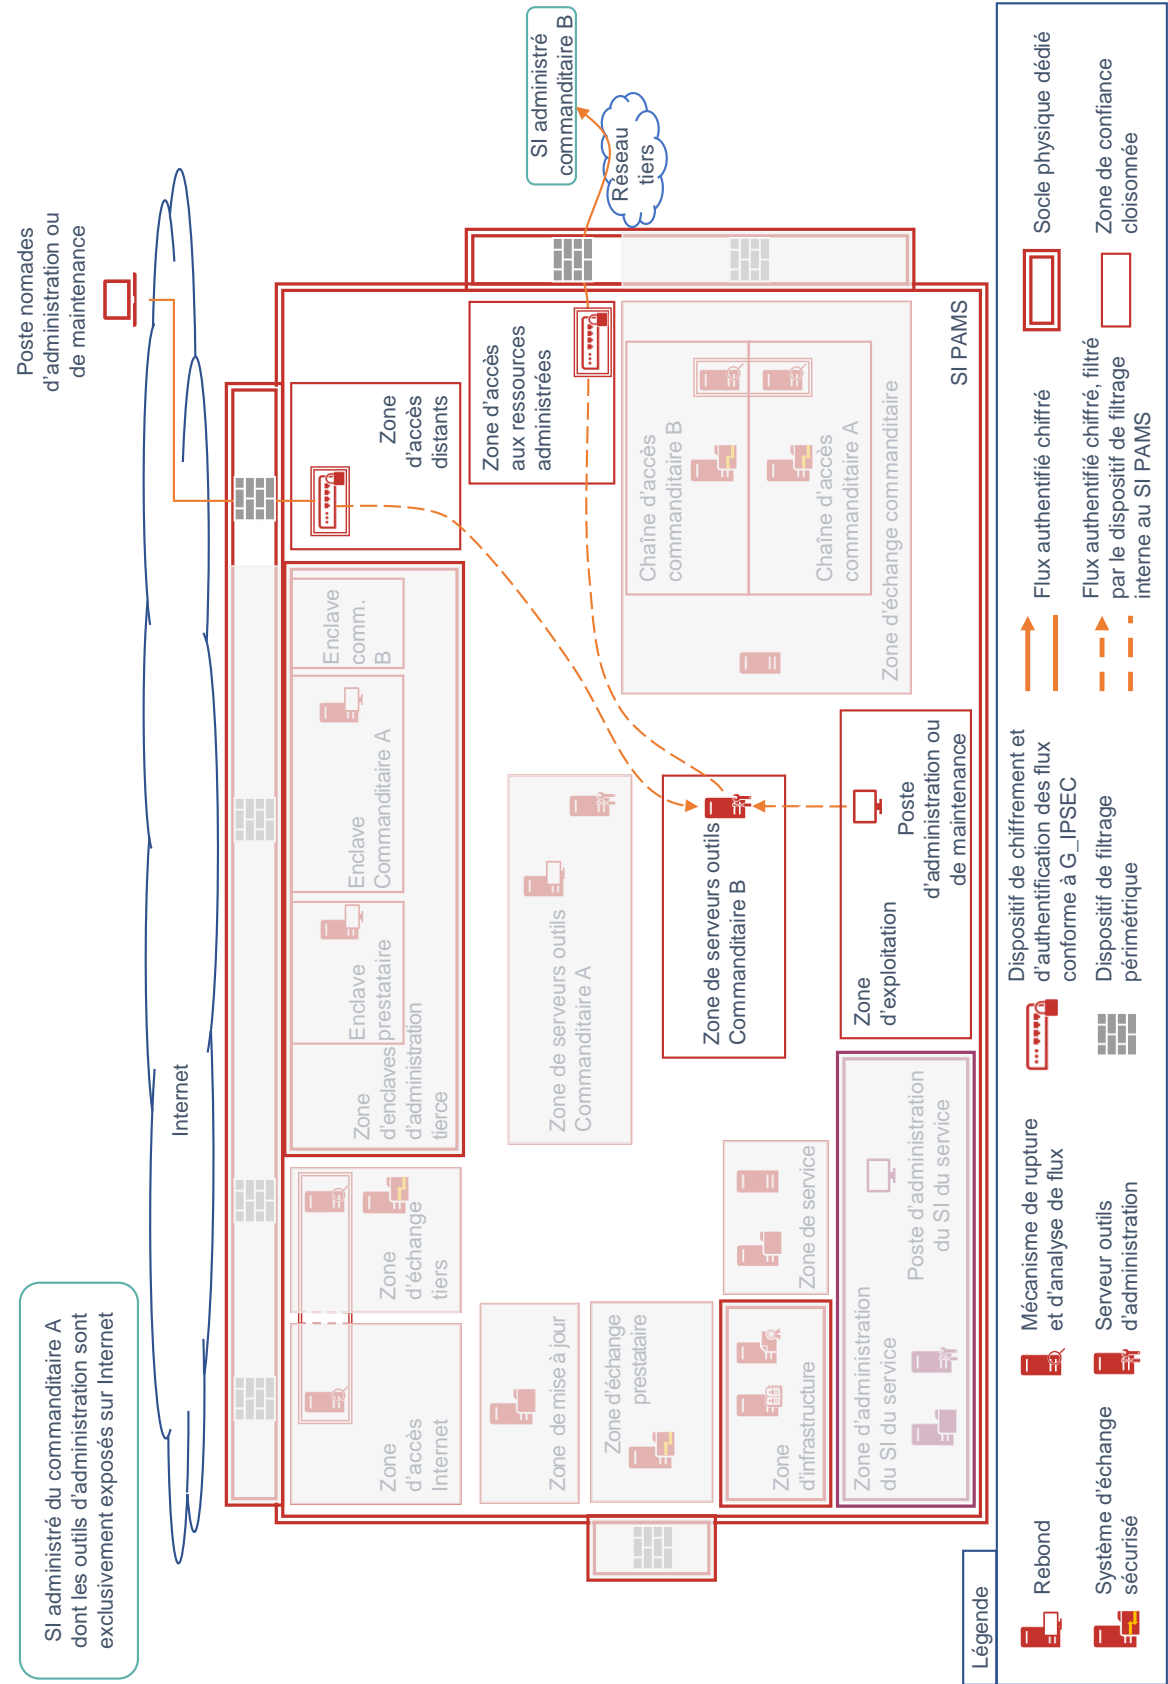 SI administré du commanditaire A
dont les outils d'administration sont
exclusivement exposés sur Internet
Internet
Poste nomades
d'administration ou
de maintenance
Zone
d'accès
Internet
Zone
d'échange
tiers
Zone
d'enclaves
d'administration
tierce
Enclave
prestataire
Enclave
Commanditaire A
Enclave
comm.
B
Zone
d'accès
distants
Zone d'accès
aux ressources
administrées
SI administré
commanditaire B
Réseau
tiers
Zone de mise à jour
Zone d'échange
prestataire
Zone de serveurs outils
Commanditaire A
Zone de serveurs outils
Commanditaire B
Chaîne d'accès
commanditaire B
Chaîne d'accès
commanditaire A
Zone d'échange commanditaire
Zone
d'infrastructure
Zone de service
Zone d'administration
du SI du service
Poste d'administration
du SI du service
Zone
d'exploitation
Poste
d'administration ou
de maintenance
SI PAMS
Légende
Rebond
Système d'échange
sécurisé
Mécanisme de rupture
et d'analyse de flux
Serveur outils
d'administration
Dispositif de chiffrement et
d'authentification des flux
conforme à G_IPSEC
Dispositif de filtrage
périmétrique
Flux authentifié chiffré
Flux authentifié chiffré, filtré
par le dispositif de filtrage
interne au SI PAMS
Socle physique dédié
Zone de confiance
cloisonnée